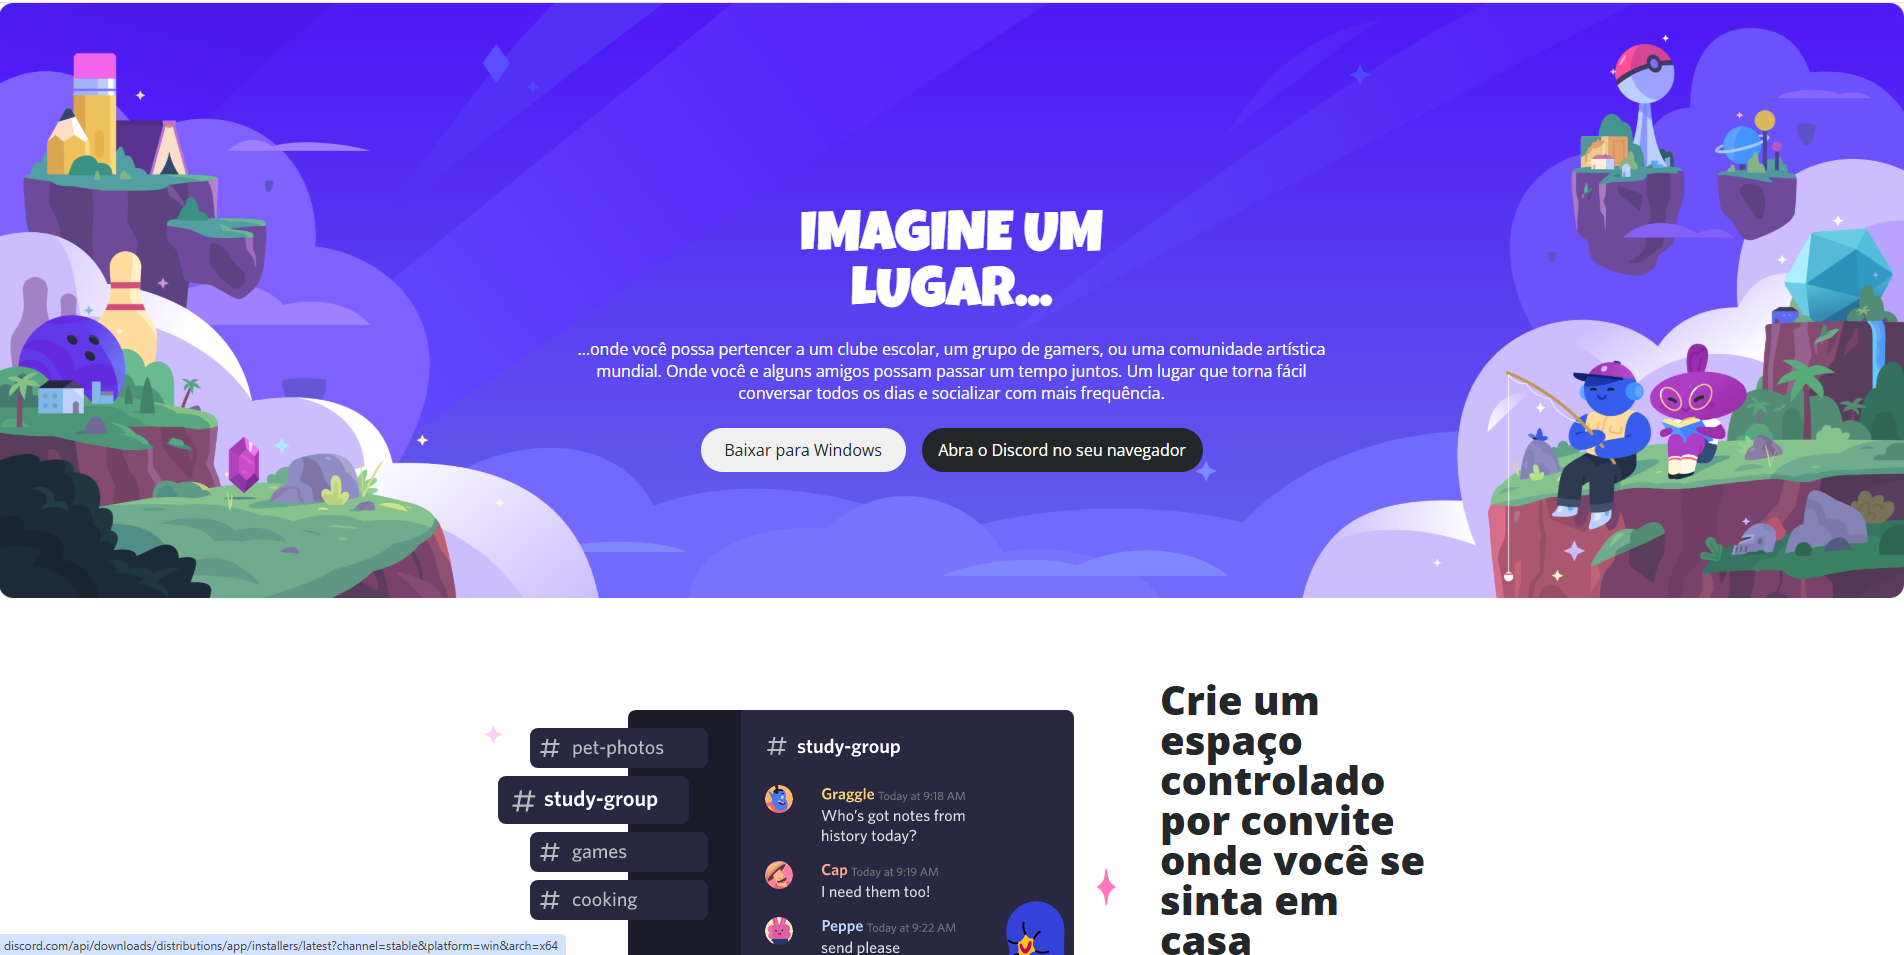 IMAGINE UM
LUGAR...
...onde você possa pertencer a um clube escolar, um grupo de gamers, ou uma comunidade artística
mundial. Onde você e alguns amigos possam passar um tempo juntos. Um lugar que torna fácil
conversar todos os dias e socializar com mais frequência.
Baixar para Windows
Abra o Discord no seu navegador
# pet-photos
# study-group
# games
# cooking
# study-group
Graggle Today at 9:18 AM
Who's got notes from
history today?
Cap Today at 9:19 AM
I need them too!
Peppe Today at 9:22 AM
send please
Crie um
espaço
controlado
por convite
onde você se
sinta em
casa
discord.com/api/downloads/distributions/app/installers/latest?channel=stable&platform=win&arch=x64